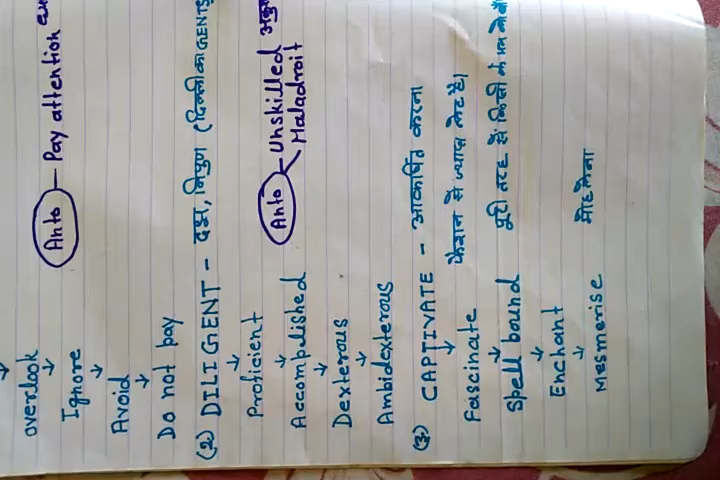 overlook
↓
Ignore
↓
Avoid
↓
Do not pay
Anto — Pay attention
(2) DILIGENT - दक्ष, निपुण (दिल्ली का GENTS
↓
Proficient
↓
Accomplished
↓
Dexterous
↓
Ambidexterous
Anto — Unskilled
Maladroit
(3) CAPTIVATE - आकर्षित करना
↓
Fascinate
↓
Spell bound
↓
Enchant
↓
Mesmerise मोह लेना